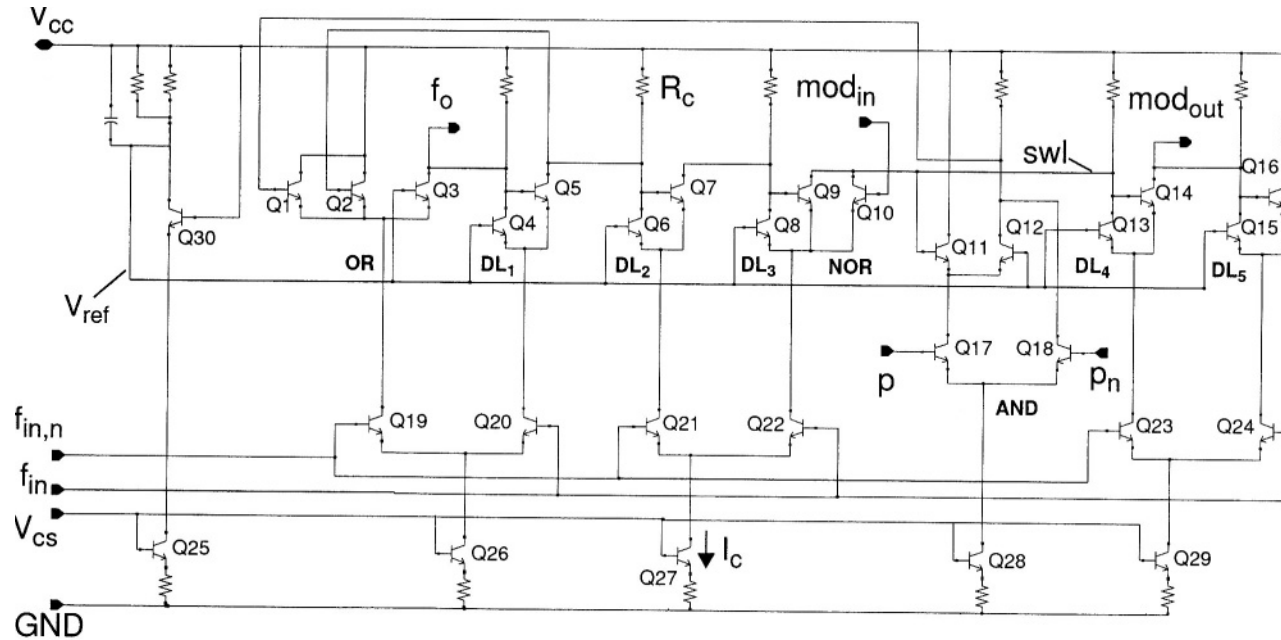 Vcc
fo
Rc
modin
modout
swl
Q16
Q1
Q2
Q3
Q5
Q7
Q9
Q14
Q4
Q6
Q8
Q10
Q12
Q13
Q15
Q30
Q11
OR
DL1
DL2
DL3
NOR
DL4
DL5
Vref
Q17
Q18
p
pn
AND
Q19
Q20
Q21
Q22
Q23
Q24
fin,n
fin
Vcs
Q25
Q26
Q27
Ic
Q28
Q29
GND